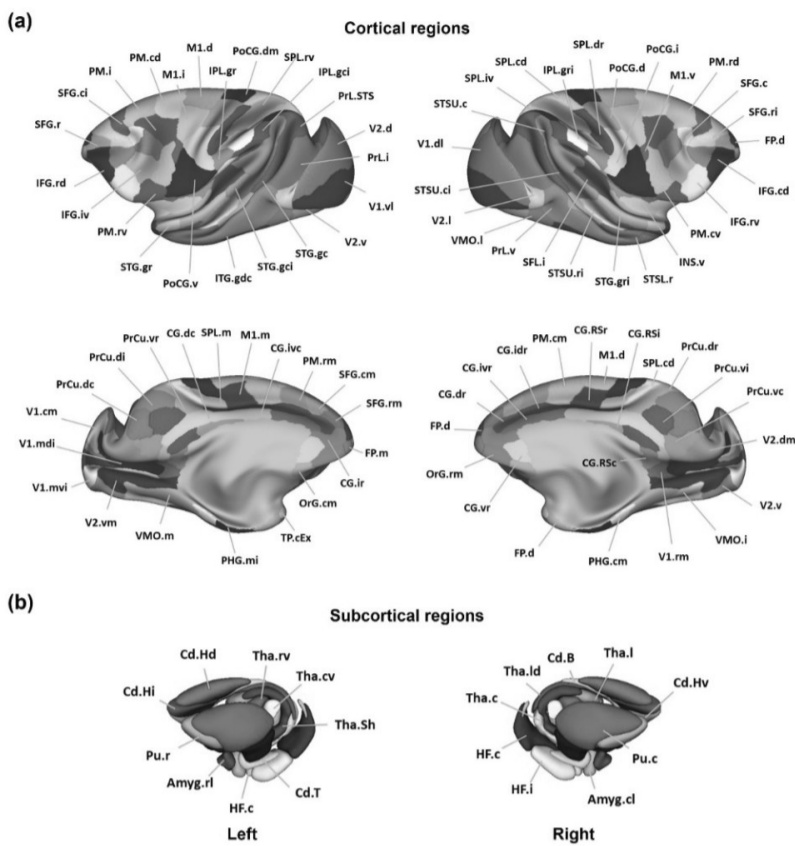 (a)
Cortical regions
M1.d
PM.cd
PoCG.dm
PM.i
M1.i
IPL.gr
SPL.rv
IPL.gci
SFG.ci
PrL.STS
SFG.r
V2.d
PrL.i
IFG.rd
V1.vl
IFG.iv
PM.rv
V2.v
STG.gc
STG.gr
STG.gci
ITG.gdc
PoCG.v
SPL.dr
SPL.cd
PoCG.i
IPL.gri
PoCG.d
PM.rd
SPL.iv
M1.v
SFG.c
STSU.c
SFG.ri
V1.dl
FP.d
STSU.ci
IFG.cd
V2.l
IFG.rv
VMO.l
PM.cv
PrL.v
INS.v
SFL.i
STSU.ri
STSL.r
STG.gri
PrCu.vr
CG.dc
SPL.m
M1.m
CG.ivc
PrCu.di
PM.rm
SFG.cm
PrCu.dc
SFG.rm
V1.cm
V1.mdi
FP.m
V1.mvi
CG.ir
OrG.cm
V2.vm
VMO.m
TP.cEx
PHG.mi
CG.RSr
PM.cm
CG.RSi
CG.idr
M1.d
PrCu.dr
CG.ivr
SPL.cd
PrCu.vi
CG.dr
PrCu.vc
FP.d
V2.dm
CG.RSc
OrG.rm
CG.vr
V2.v
VMO.i
FP.d
V1.rm
PHG.cm
(b)
Subcortical regions
Cd.Hd
Tha.rv
Tha.cv
Cd.Hi
Tha.Sh
Pu.r
Amyg.rl
Cd.T
HF.c
Left
Cd.B
Tha.l
Tha.ld
Cd.Hv
Tha.c
HF.c
Pu.c
HF.i
Amyg.cl
Right